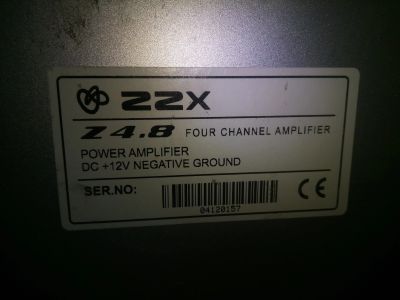 ZZX
Z4.8 FOUR CHANNEL AMPLIFIER
POWER AMPLIFIER
DC +12V NEGATIVE GROUND
SER.NO:
04120157
CE